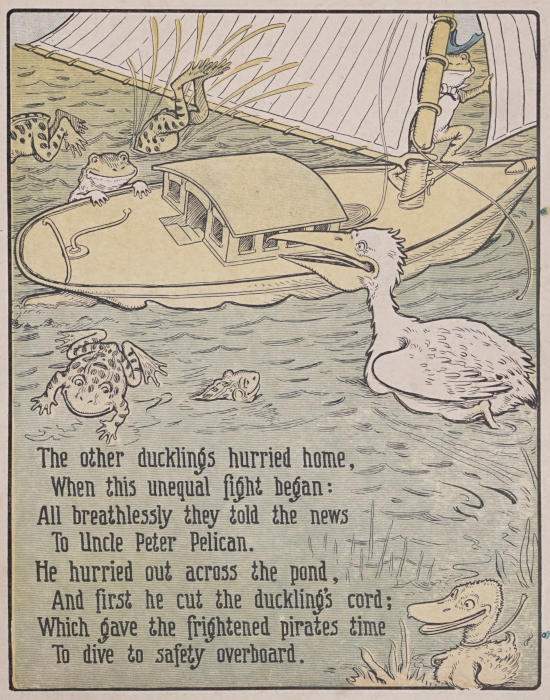 The other ducklings hurried home,
When this unequal fight began:
All breathlessly they told the news
To Uncle Peter Pelican.
He hurried out across the pond,
And first he cut the duckling's cord;
Which gave the frightened pirates time
To dive to safety overboard.